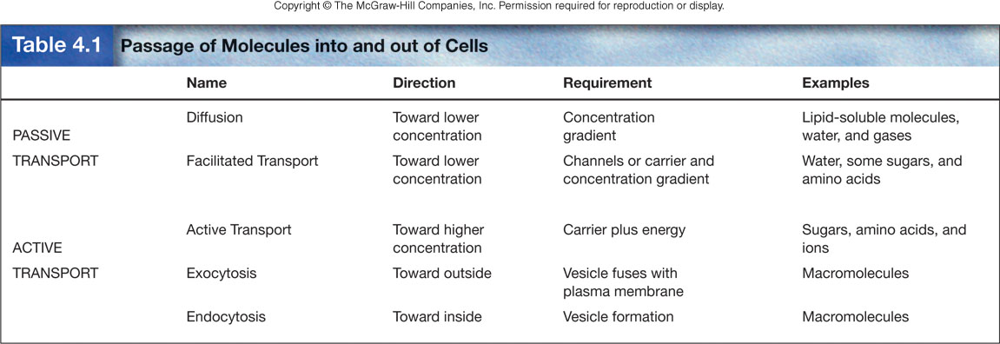 Copyright © The McGraw-Hill Companies, Inc. Permission required for reproduction or display.
Table 4.1 Passage of Molecules into and out of Cells
Name Direction Requirement Examples
Diffusion Toward lower Concentration Lipid-soluble molecules,
PASSIVE concentration gradient water, and gases
TRANSPORT Facilitated Transport Toward lower Channels or carrier and Water, some sugars, and
concentration concentration gradient amino acids
Active Transport Toward higher Carrier plus energy Sugars, amino acids, and
ACTIVE concentration ions
TRANSPORT Exocytosis Toward outside Vesicle fuses with Macromolecules
plasma membrane
Endocytosis Toward inside Vesicle formation Macromolecules